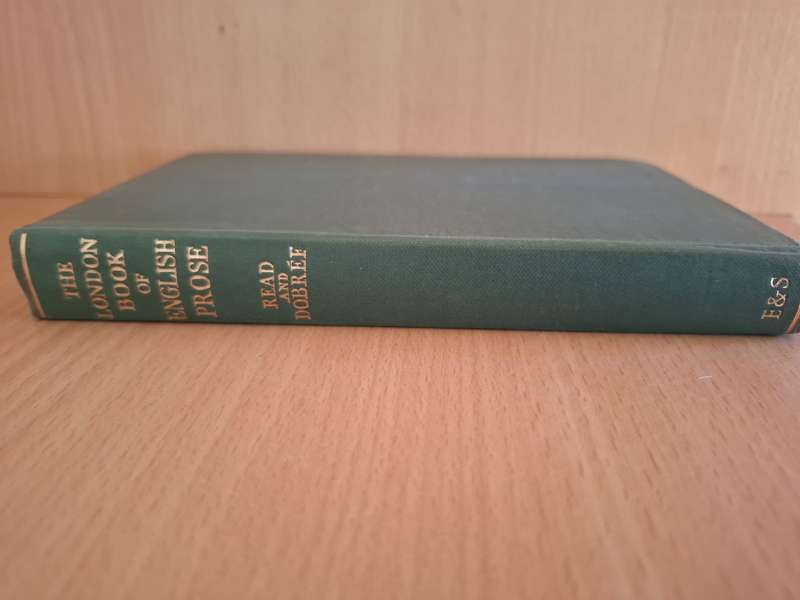 THE
LONDON
BOOK
OF
ENGLISH
PROSE
READ
AND
DOBRÉE
E&S